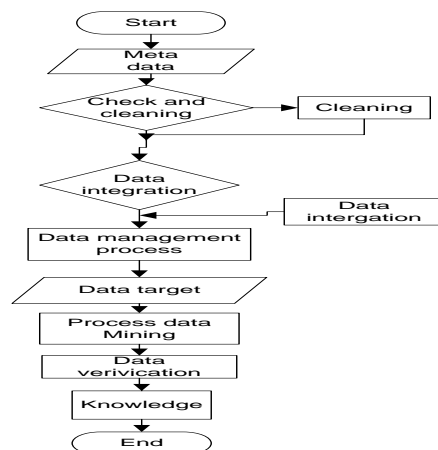 Start
Meta
data
Check and
cleaning
Cleaning
Data
integration
Data
intergation
Data management
process
Data target
Process data
Mining
Data
verivication
Knowledge
End